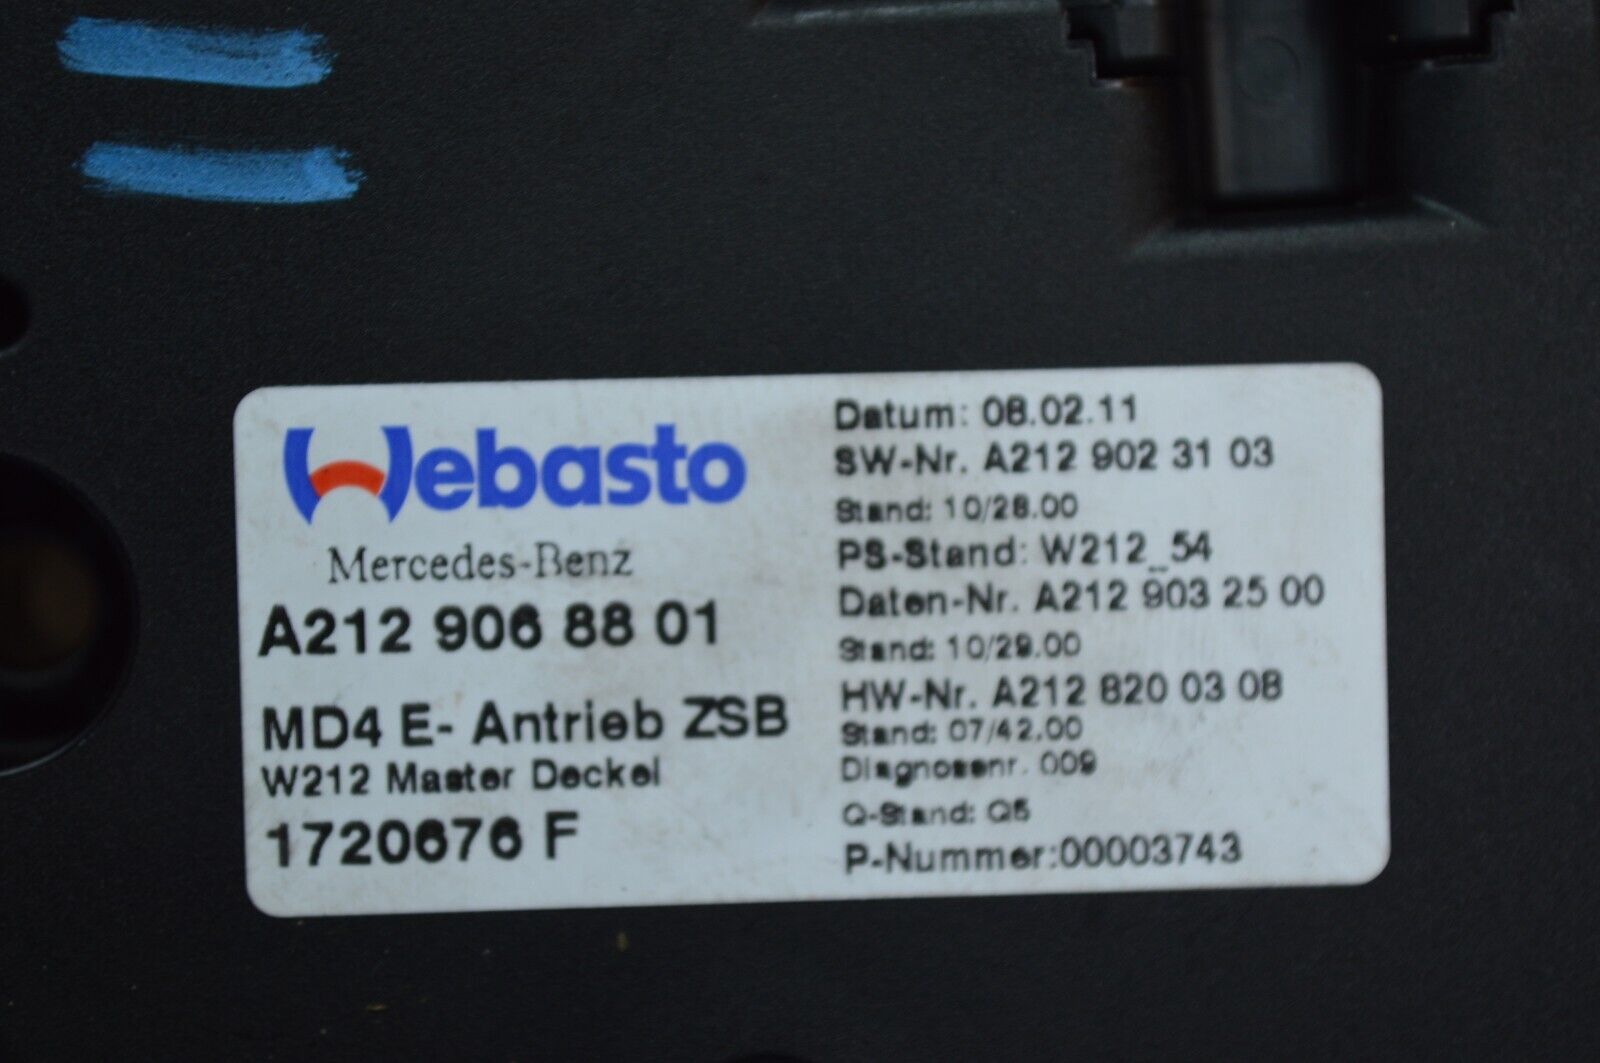 Webasto
Mercedes-Benz
A212 906 88 01
MD4 E- Antrieb ZSB
W212 Master Deckel
1720676 F
Datum: 08.02.11
SW-Nr. A212 902 31 03
Stand: 10/28.00
PS-Stand: W212_54
Daten-Nr. A212 903 25 00
Stand: 10/29.00
HW-Nr. A212 820 03 08
Stand: 07/42.00
Diagnosenr. 009
Q-Stand: Q5
P-Nummer:00003743